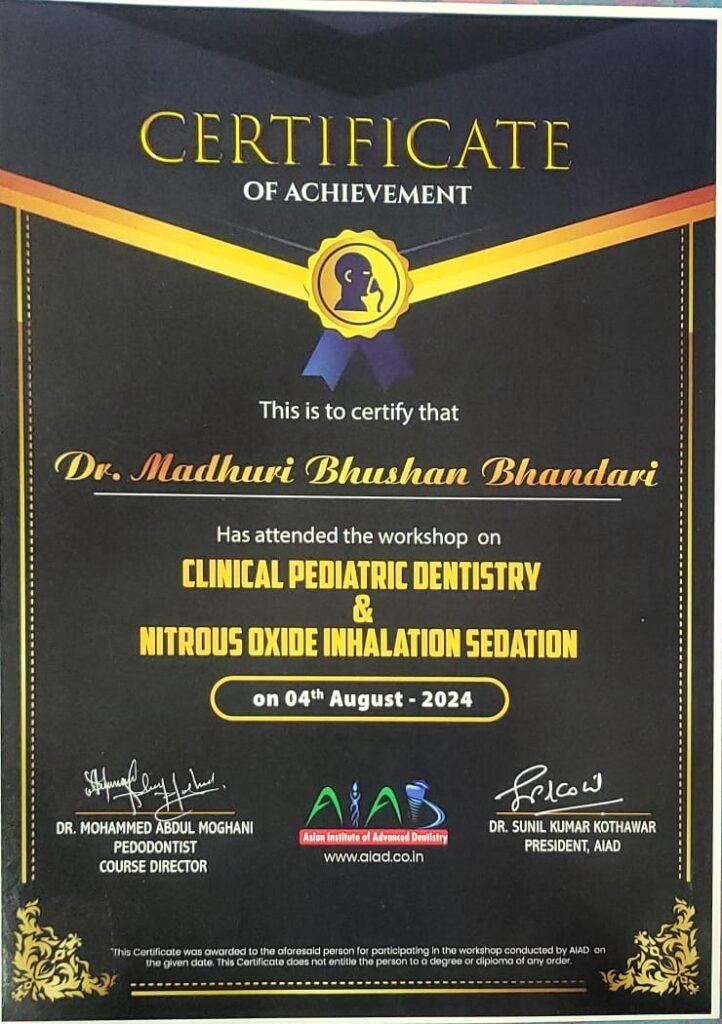 CERTIFICATE
OF ACHIEVEMENT
This is to certify that
Dr. Madhuri Bhushan Bhandari
Has attended the workshop on
CLINICAL PEDIATRIC DENTISTRY
&
NITROUS OXIDE INHALATION SEDATION
on 04th August - 2024
DR. MOHAMMED ABDUL MOGHANI
PEDODONTIST
COURSE DIRECTOR
AIAD
Asian Institute of Advanced Dentistry
www.aiad.co.in
DR. SUNIL KUMAR KOTHAWAR
PRESIDENT, AIAD
"This Certificate was awarded to the aforesaid person for participating in the workshop conducted by AIAD on
the given date. This Certificate does not entitle the person to a degree or diploma of any order.